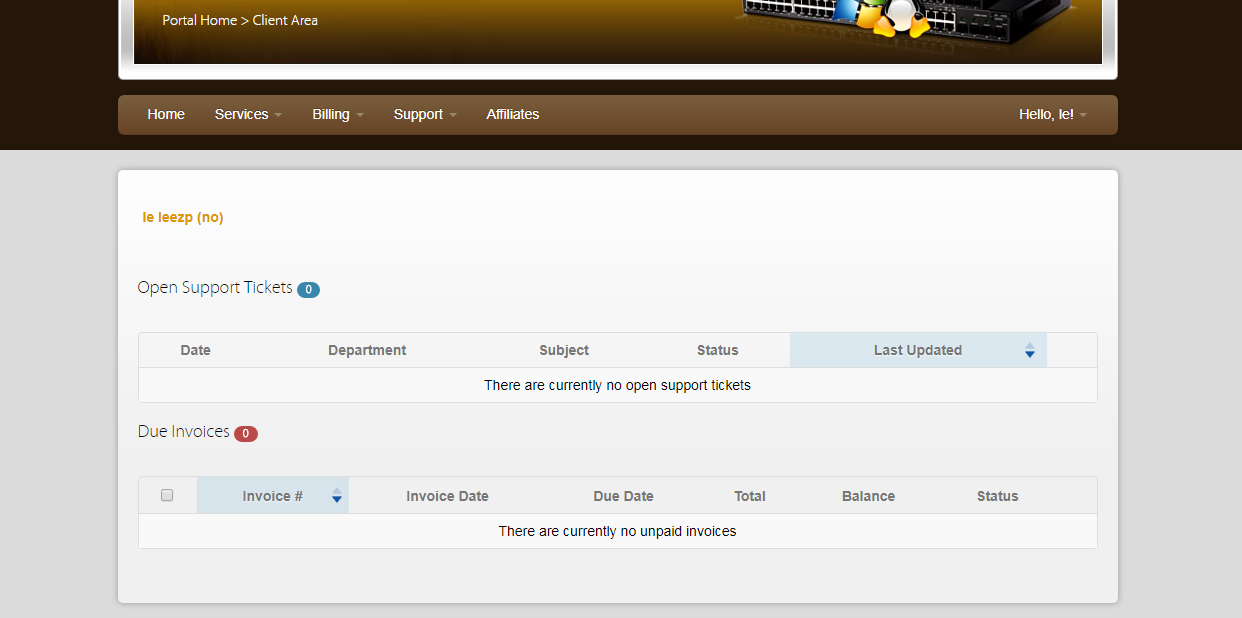 Portal Home > Client Area
Home Services Billing Support Affiliates Hello, Ie!
Ie leezp (no)
Open Support Tickets 0
Date Department Subject Status Last Updated
There are currently no open support tickets
Due Invoices 0
Invoice # Invoice Date Due Date Total Balance Status
There are currently no unpaid invoices